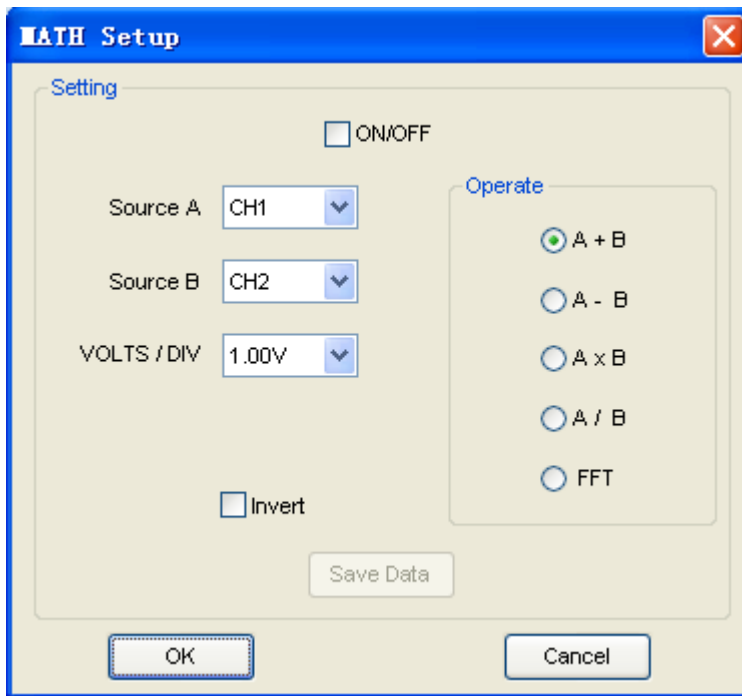 MATH Setup
Setting
ON/OFF
Source A CH1
Source B CH2
VOLTS / DIV 1.00V
Invert
Operate
A + B
A - B
A x B
A / B
FFT
Save Data
OK Cancel